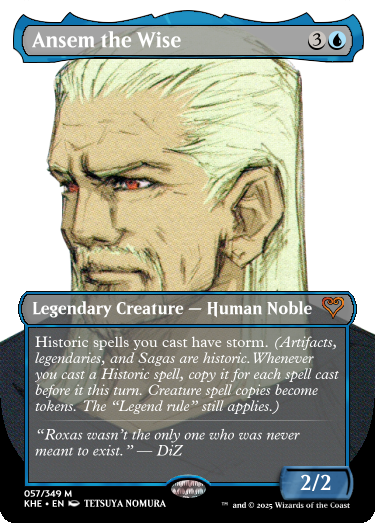 Ansem the Wise 3
Legendary Creature — Human Noble
Historic spells you cast have storm. (Artifacts,
legendaries, and Sagas are historic. Whenever
you cast a Historic spell, copy it for each spell cast
before it this turn. Creature spell copies become
tokens. The “Legend rule” still applies.)
“Roxas wasn’t the only one who was never
meant to exist.” — DiZ
2/2
057/349 M
KHE • EN TETSUYA NOMURA ™ and © 2025 Wizards of the Coast